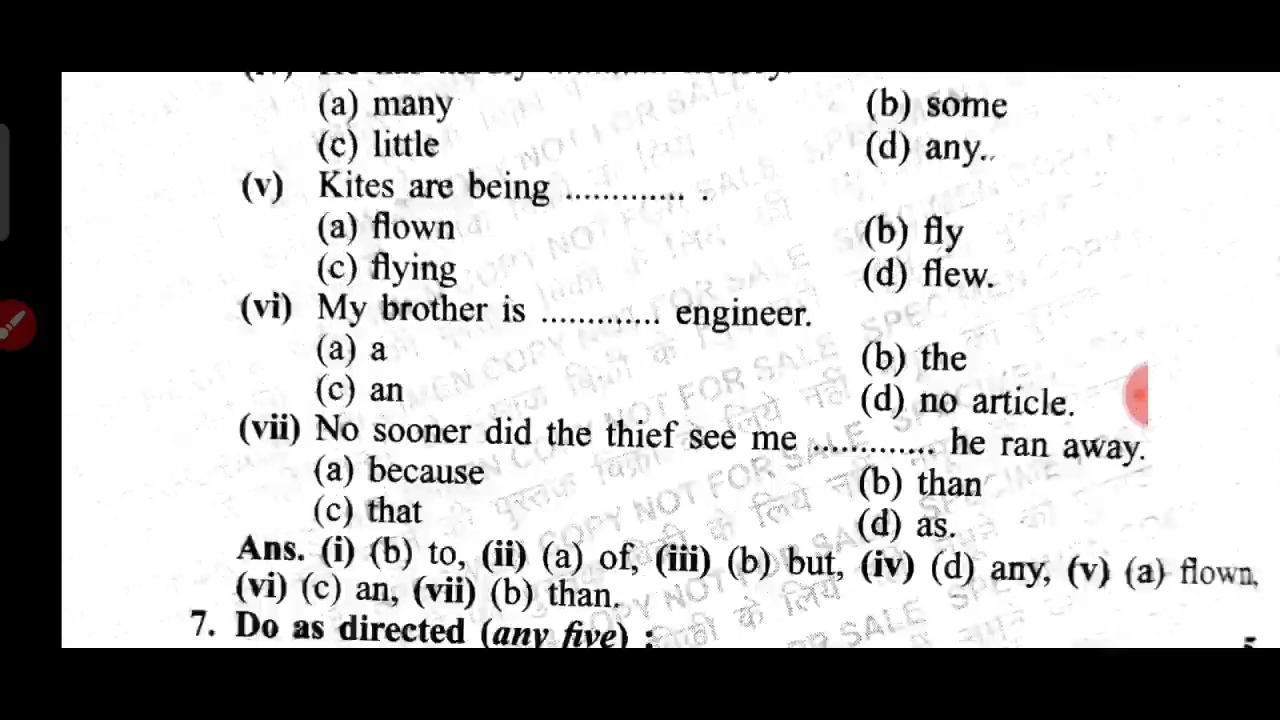 (a) many (b) some
(c) little (d) any..
(v) Kites are being ............. .
(a) flown (b) fly
(c) flying (d) flew.
(vi) My brother is ............. engineer.
(a) a (b) the
(c) an (d) no article.
(vii) No sooner did the thief see me ............. he ran away.
(a) because (b) than
(c) that (d) as.
Ans. (i) (b) to, (ii) (a) of, (iii) (b) but, (iv) (d) any, (v) (a) flown,
(vi) (c) an, (vii) (b) than.
7. Do as directed (any five) :